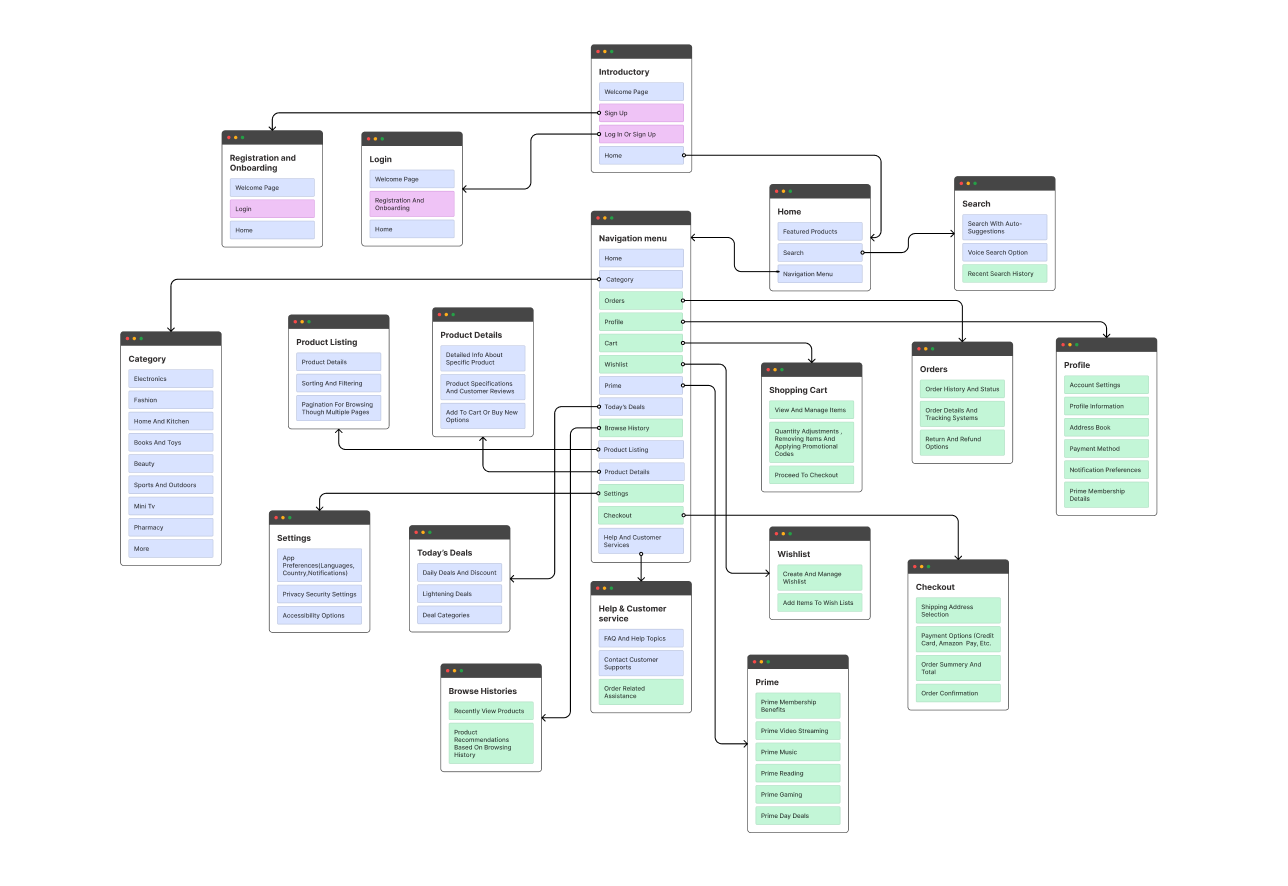 Introductory
Welcome Page
Sign Up
Log In Or Sign Up
Home
Registration and
Onboarding
Welcome Page
Login
Home
Login
Welcome Page
Registration And
Onboarding
Home
Home
Featured Products
Search
Navigation Menu
Search
Search With Auto-
Suggestions
Voice Search Option
Recent Search History
Navigation menu
Home
Category
Orders
Profile
Cart
Wishlist
Prime
Today's Deals
Browse History
Product Listing
Product Details
Settings
Checkout
Help And Customer
Services
Category
Electronics
Fashion
Home And Kitchen
Books And Toys
Beauty
Sports And Outdoors
Mini Tv
Pharmacy
More
Product Listing
Product Details
Sorting And Filtering
Pagination For Browsing
Though Multiple Pages
Product Details
Detailed Info About
Specific Product
Product Specifications
And Customer Reviews
Add To Cart Or Buy New
Options
Shopping Cart
View And Manage Items
Quantity Adjustments ,
Removing Items And
Applying Promotional
Codes
Proceed To Checkout
Orders
Order History And Status
Order Details And
Tracking Systems
Return And Refund
Options
Profile
Account Settings
Profile Information
Address Book
Payment Method
Notification Preferences
Prime Membership
Details
Settings
App
Preferences(Languages,
Country,Notifications)
Privacy Security Settings
Accessibility Options
Today's Deals
Daily Deals And Discount
Lightening Deals
Deal Categories
Wishlist
Create And Manage
Wishlist
Add Items To Wish Lists
Checkout
Shipping Address
Selection
Payment Options (Credit
Card, Amazon  Pay, Etc.
Order Summery And
Total
Order Confirmation
Help & Customer
service
FAQ And Help Topics
Contact Customer
Supports
Order Related
Assistance
Browse Histories
Recently View Products
Product
Recommendations
Based On Browsing
History
Prime
Prime Membership
Benefits
Prime Video Streaming
Prime Music
Prime Reading
Prime Gaming
Prime Day Deals